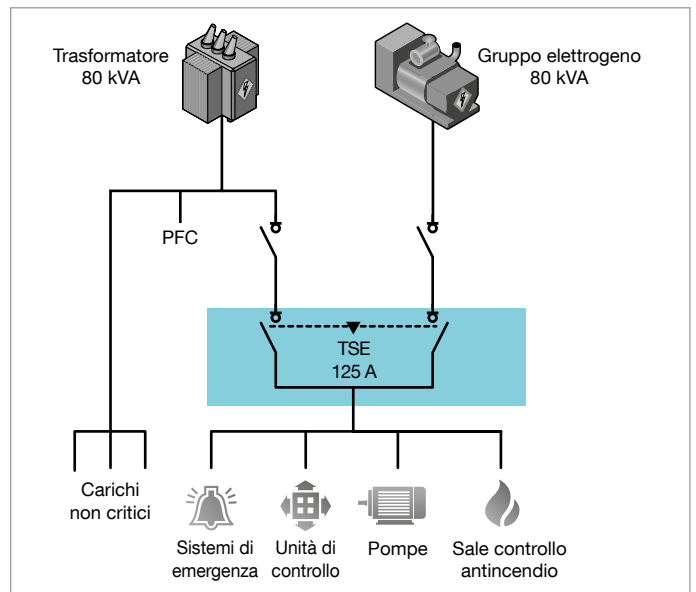 Trasformatore
80 kVA
Gruppo elettrogeno
80 kVA
PFC
TSE
125 A
Carichi
non critici
Sistemi di
emergenza
Unità di
controllo
Pompe
Sale controllo
antincendio